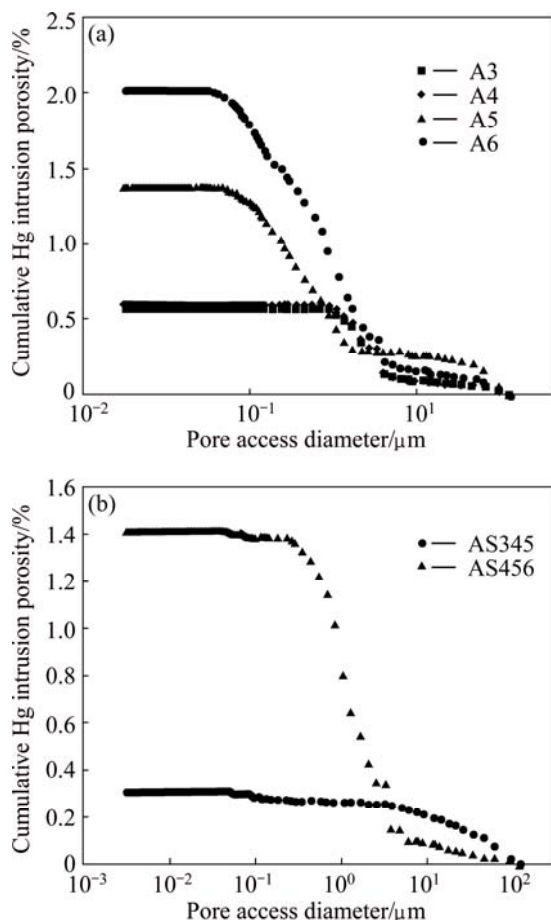 (a)
Cumulative Hg intrusion porosity/%
2.5
2.0
1.5
1.0
0.5
0
A3
A4
A5
A6
10⁻² 10⁻¹ 10¹
Pore access diameter/μm
(b)
Cumulative Hg intrusion porosity/%
1.6
1.4
1.2
1.0
0.8
0.6
0.4
0.2
0
AS345
AS456
10⁻³ 10⁻² 10⁻¹ 10⁰ 10¹ 10²
Pore access diameter/μm